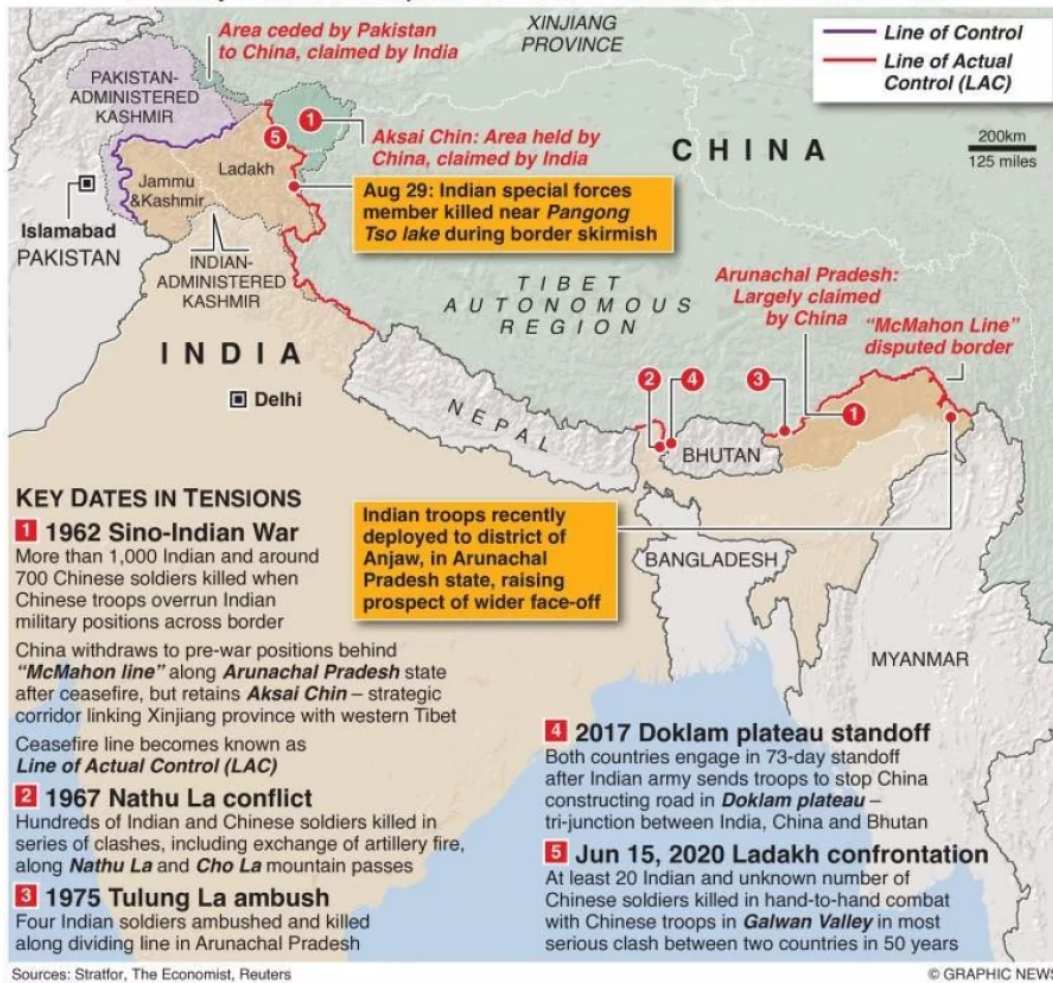 XINJIANG
PROVINCE
Line of Control
Line of Actual
Control (LAC)
Area ceded by Pakistan
to China, claimed by India
PAKISTAN-
ADMINISTERED
KASHMIR
1
5
Aksai Chin: Area held by
China, claimed by India
CHINA
200km
125 miles
Ladakh
Jammu
&Kashmir
Aug 29: Indian special forces
member killed near Pangong
Tso lake during border skirmish
Islamabad
PAKISTAN
INDIAN-
ADMINISTERED
KASHMIR
TIBET
AUTONOMOUS
REGION
Arunachal Pradesh:
Largely claimed
by China
"McMahon Line"
disputed border
INDIA
Delhi
NEPAL
2
4
3
1
BHUTAN
Indian troops recently
deployed to district of
Anjaw, in Arunachal
Pradesh state, raising
prospect of wider face-off
BANGLADESH
MYANMAR
KEY DATES IN TENSIONS
1 1962 Sino-Indian War
More than 1,000 Indian and around
700 Chinese soldiers killed when
Chinese troops overrun Indian
military positions across border
China withdraws to pre-war positions behind
"McMahon line" along Arunachal Pradesh state
after ceasefire, but retains Aksai Chin – strategic
corridor linking Xinjiang province with western Tibet
Ceasefire line becomes known as
Line of Actual Control (LAC)
2 1967 Nathu La conflict
Hundreds of Indian and Chinese soldiers killed in
series of clashes, including exchange of artillery fire,
along Nathu La and Cho La mountain passes
3 1975 Tulung La ambush
Four Indian soldiers ambushed and killed
along dividing line in Arunachal Pradesh
4 2017 Doklam plateau standoff
Both countries engage in 73-day standoff
after Indian army sends troops to stop China
constructing road in Doklam plateau –
tri-junction between India, China and Bhutan
5 Jun 15, 2020 Ladakh confrontation
At least 20 Indian and unknown number of
Chinese soldiers killed in hand-to-hand combat
with Chinese troops in Galwan Valley in most
serious clash between two countries in 50 years
Sources: Stratfor, The Economist, Reuters
© GRAPHIC NEWS